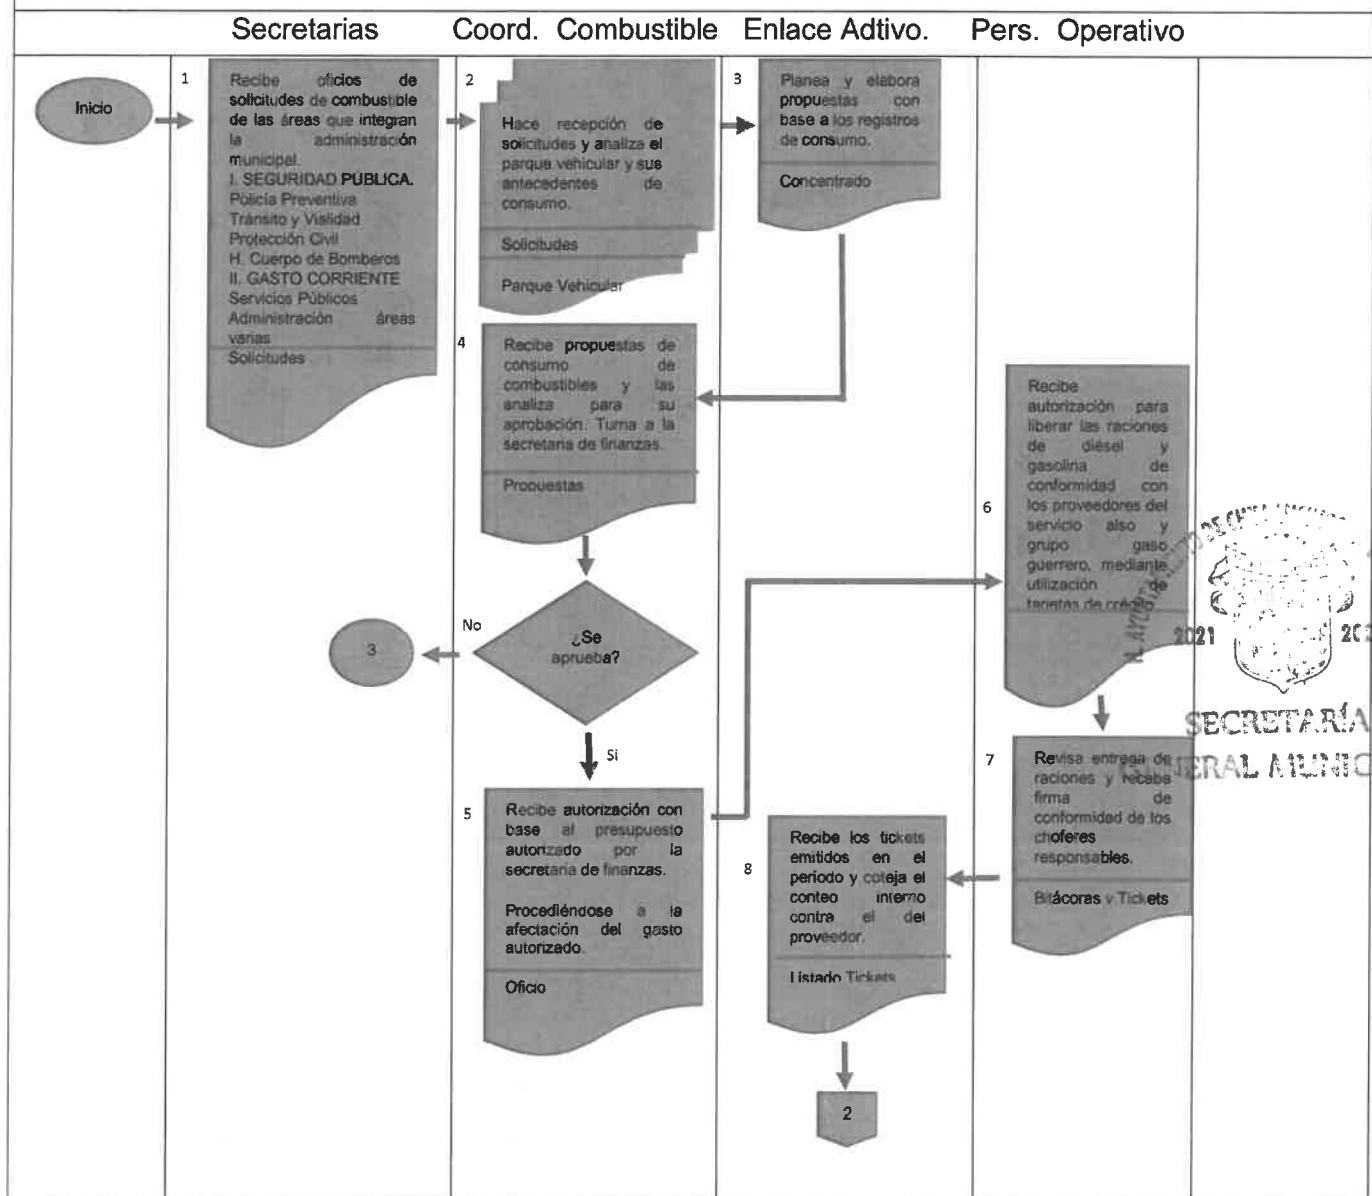 Secretarias
Coord. Combustible
Enlace Adtivo.
Pers. Operativo
Inicio
1
Recibe oficios de
solicitudes de combustible
de las áreas que integran
la administración
municipal.
I. SEGURIDAD PÚBLICA.
Policía Preventiva
Tránsito y Vialidad
Protección Civil
H. Cuerpo de Bomberos
II. GASTO CORRIENTE
Servicios Públicos
Administración áreas
varias
Solicitudes
2
Hace recepción de
solicitudes y analiza el
parque vehicular y sus
antecedentes de
consumo.
Solicitudes
Parque Vehicular
3
Planea y elabora
propuestas con
base a los registros
de consumo.
Concentrado
4
Recibe propuestas de
consumo de
combustibles y las
analiza para su
aprobación. Turna a la
secretaria de finanzas.
Propuestas
¿Se
aprueba?
No
3
Si
5
Recibe autorización con
base al presupuesto
autorizado por la
secretaria de finanzas.
Procediéndose a la
afectación del gasto
autorizado.
Oficio
6
Recibe
autorización para
liberar las raciones
de diésel y
gasolina de
conformidad con
los proveedores del
servicio also y
grupo gaso
guerrero, mediante
utilización de
tarjetas de crédito
7
Revisa entrega de
raciones y recaba
firma de
conformidad de los
choferes
responsables.
Bitácoras y Tickets
8
Recibe los tickets
emitidos en el
periodo y coteja el
conteo interno
contra el del
proveedor.
Listado Tickets
2
2021
SECRETARÍA